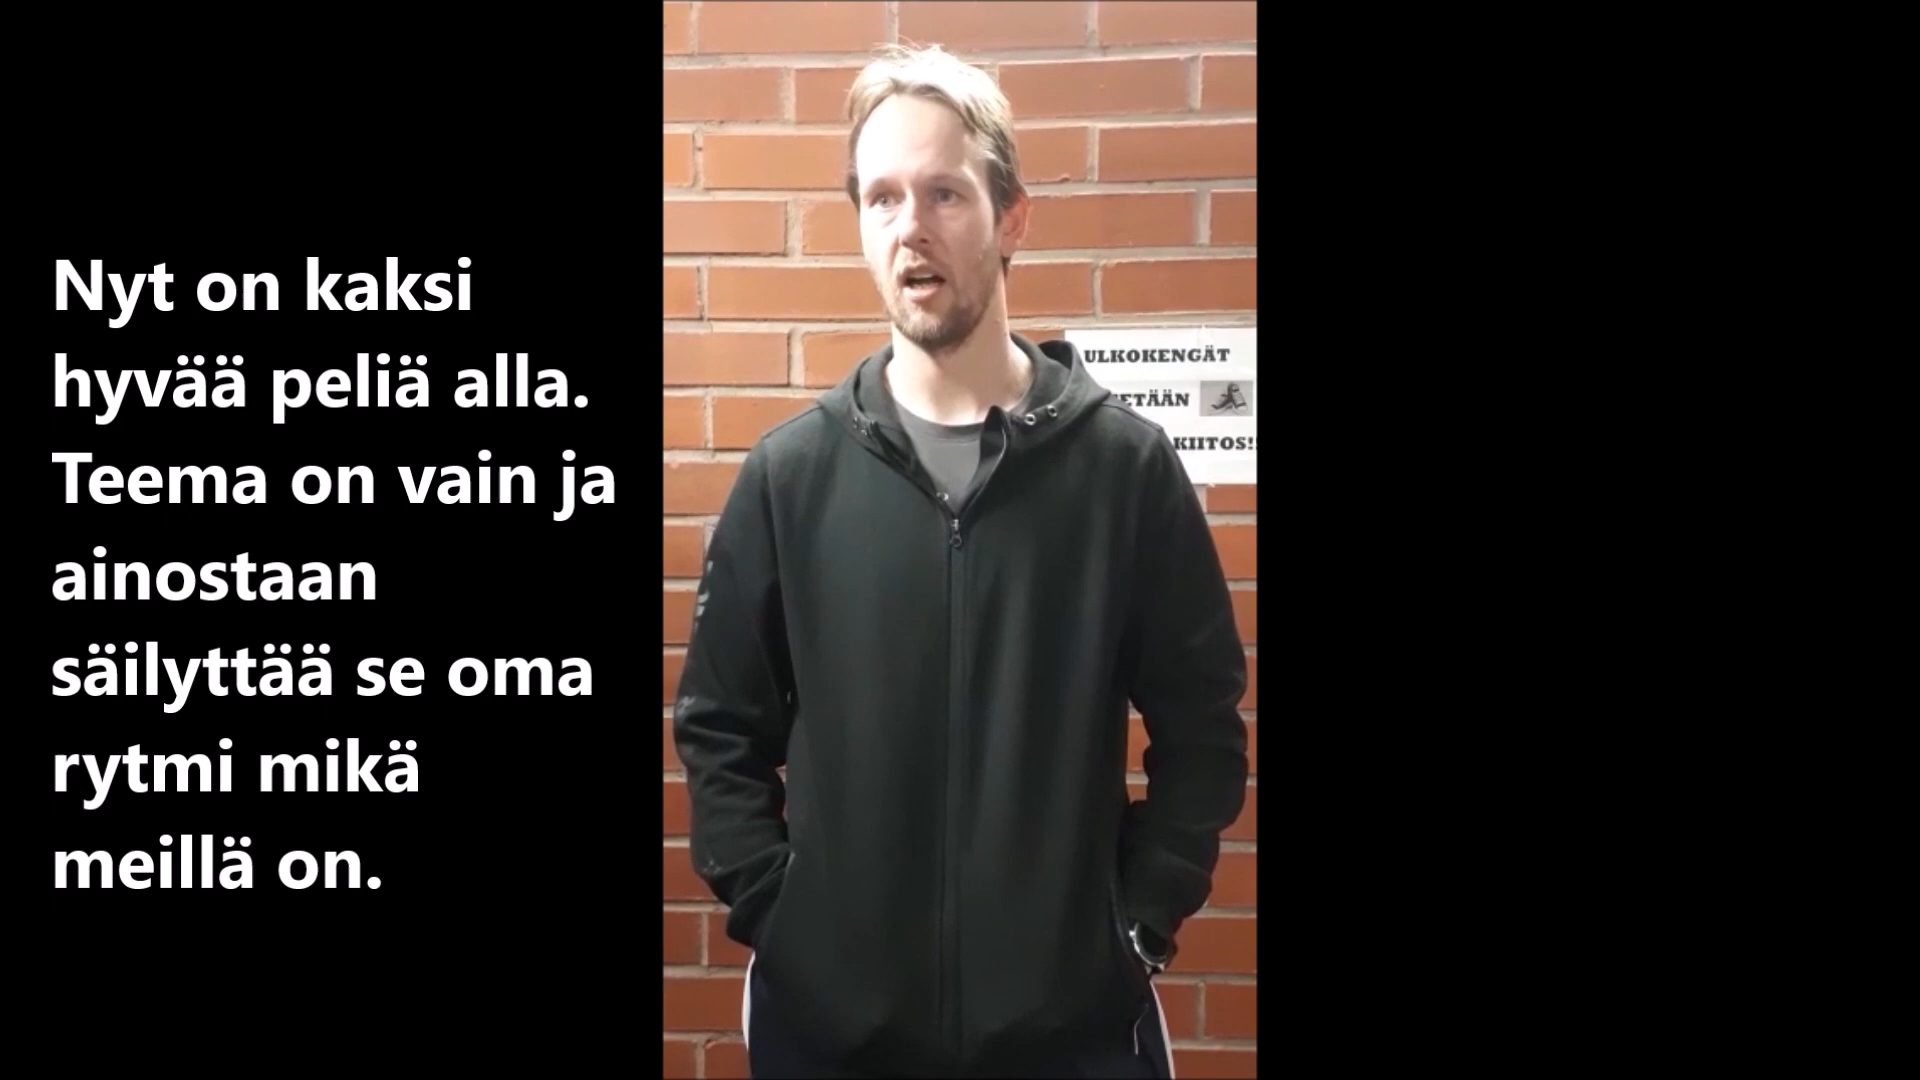 Nyt on kaksi
hyvää peliä alla.
Teema on vain ja
ainostaan
säilyttää se oma
rytmi mikä
meillä on.
ULKOKENGÄT
KIITOS!!